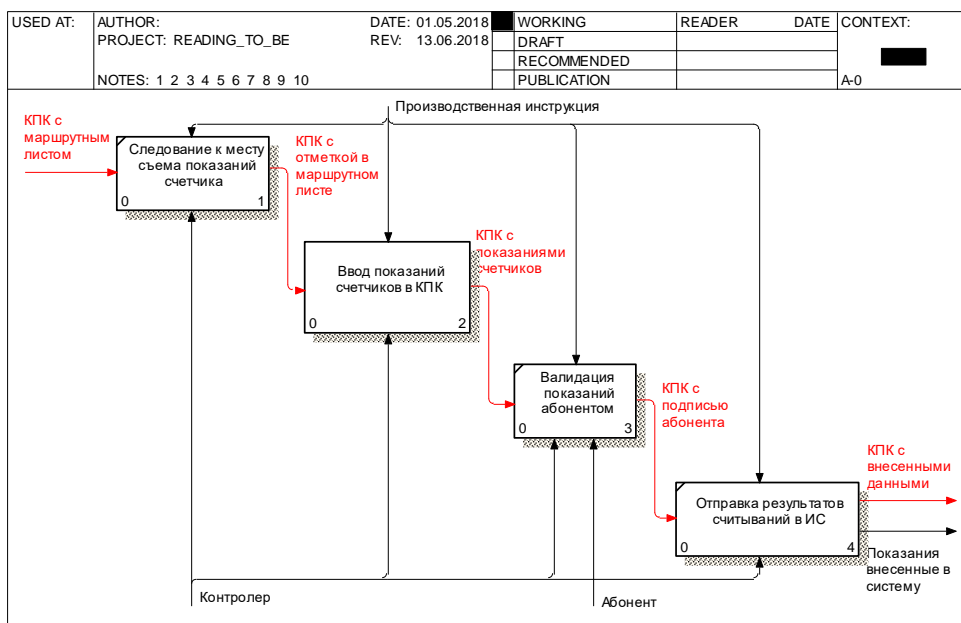 USED AT:
AUTHOR:
DATE: 01.05.2018
PROJECT: READING_TO_BE
REV: 13.06.2018
NOTES: 1 2 3 4 5 6 7 8 9 10
WORKING
DRAFT
RECOMMENDED
PUBLICATION
READER
DATE
CONTEXT:
A-0
Производственная инструкция
КПК с
маршрутным
листом
Следование к месту
съема показаний
счетчика
0
1
КПК с
отметкой в
маршрутном
листе
Ввод показаний
счетчиков в КПК
0
2
КПК с
показаниями
счетчиков
Валидация
показаний
абонентом
0
3
КПК с
подписью
абонента
Отправка результатов
считываний в ИС
0
4
КПК с
внесенными
данными
Показания
внесенные в
систему
Контролер
Абонент